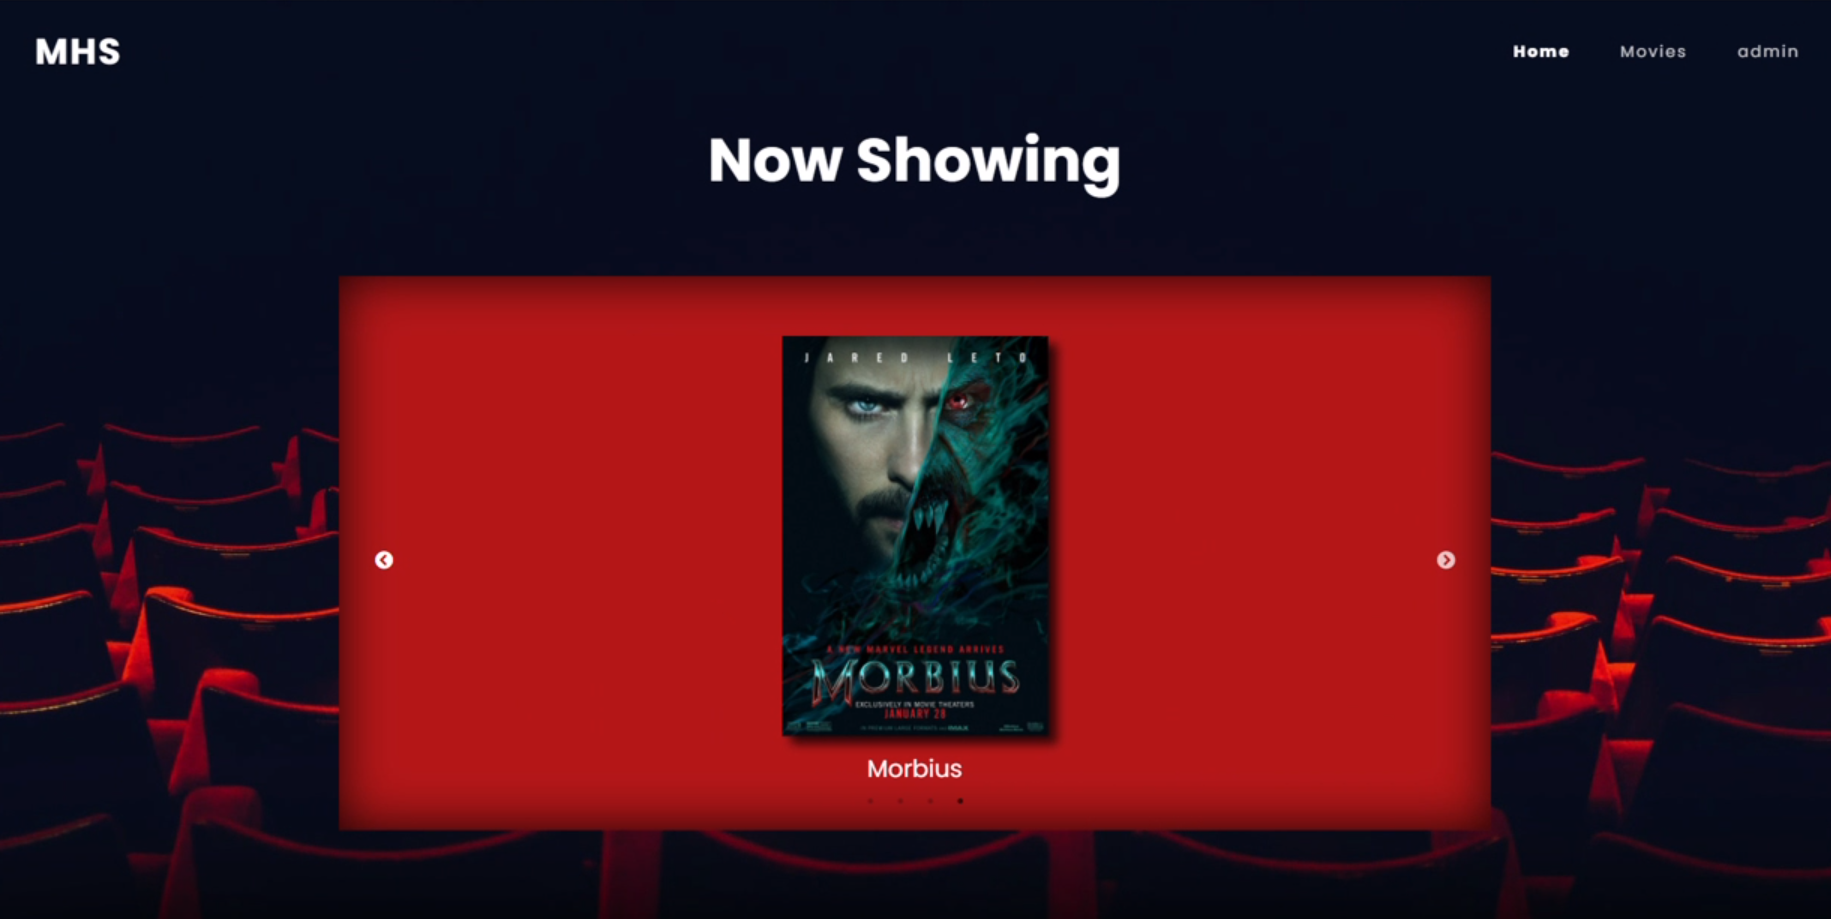 MHS
Home Movies admin
Now Showing
JARED LETO
A NEW MARVEL LEGEND ARRIVES
MORBIUS
EXCLUSIVELY IN MOVIE THEATERS
JANUARY 28
Morbius